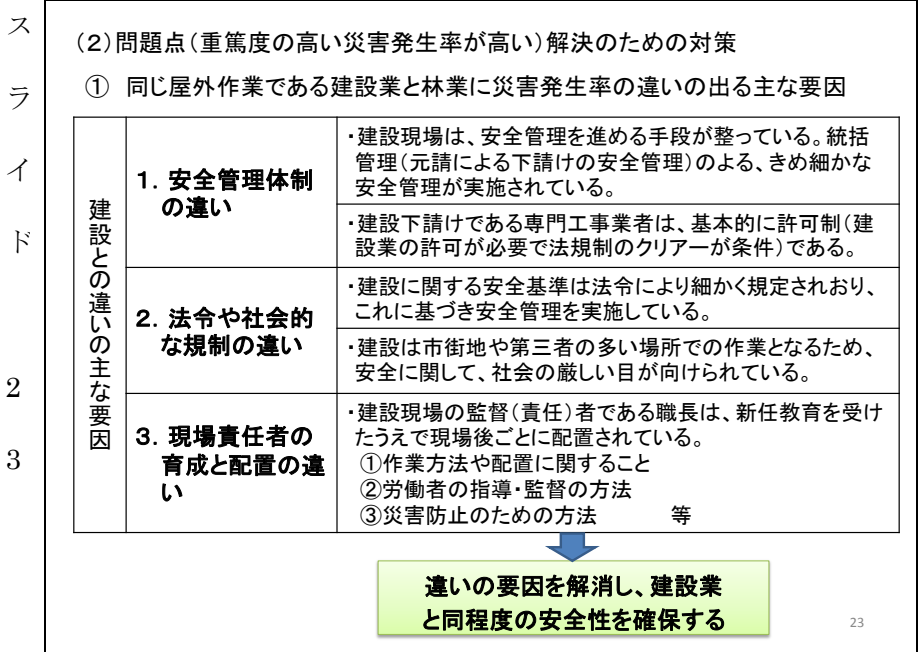 スライド23
(2)問題点(重篤度の高い災害発生率が高い)解決のための対策
① 同じ屋外作業である建設業と林業に災害発生率の違いの出る主な要因
建設との違いの主な要因
1．安全管理体制
の違い
・建設現場は、安全管理を進める手段が整っている。統括
管理(元請による下請けの安全管理)のよる、きめ細かな
安全管理が実施されている。
・建設下請けである専門工事業者は、基本的に許可制(建
設業の許可が必要で法規制のクリアーが条件)である。
2．法令や社会的
な規制の違い
・建設に関する安全基準は法令により細かく規定されおり、
これに基づき安全管理を実施している。
・建設は市街地や第三者の多い場所での作業となるため、
安全に関して、社会の厳しい目が向けられている。
3．現場責任者の
育成と配置の違
い
・建設現場の監督(責任)者である職長は、新任教育を受け
たうえで現場後ごとに配置されている。
①作業方法や配置に関すること
②労働者の指導・監督の方法
③災害防止のための方法 等
違いの要因を解消し、建設業
と同程度の安全性を確保する
23